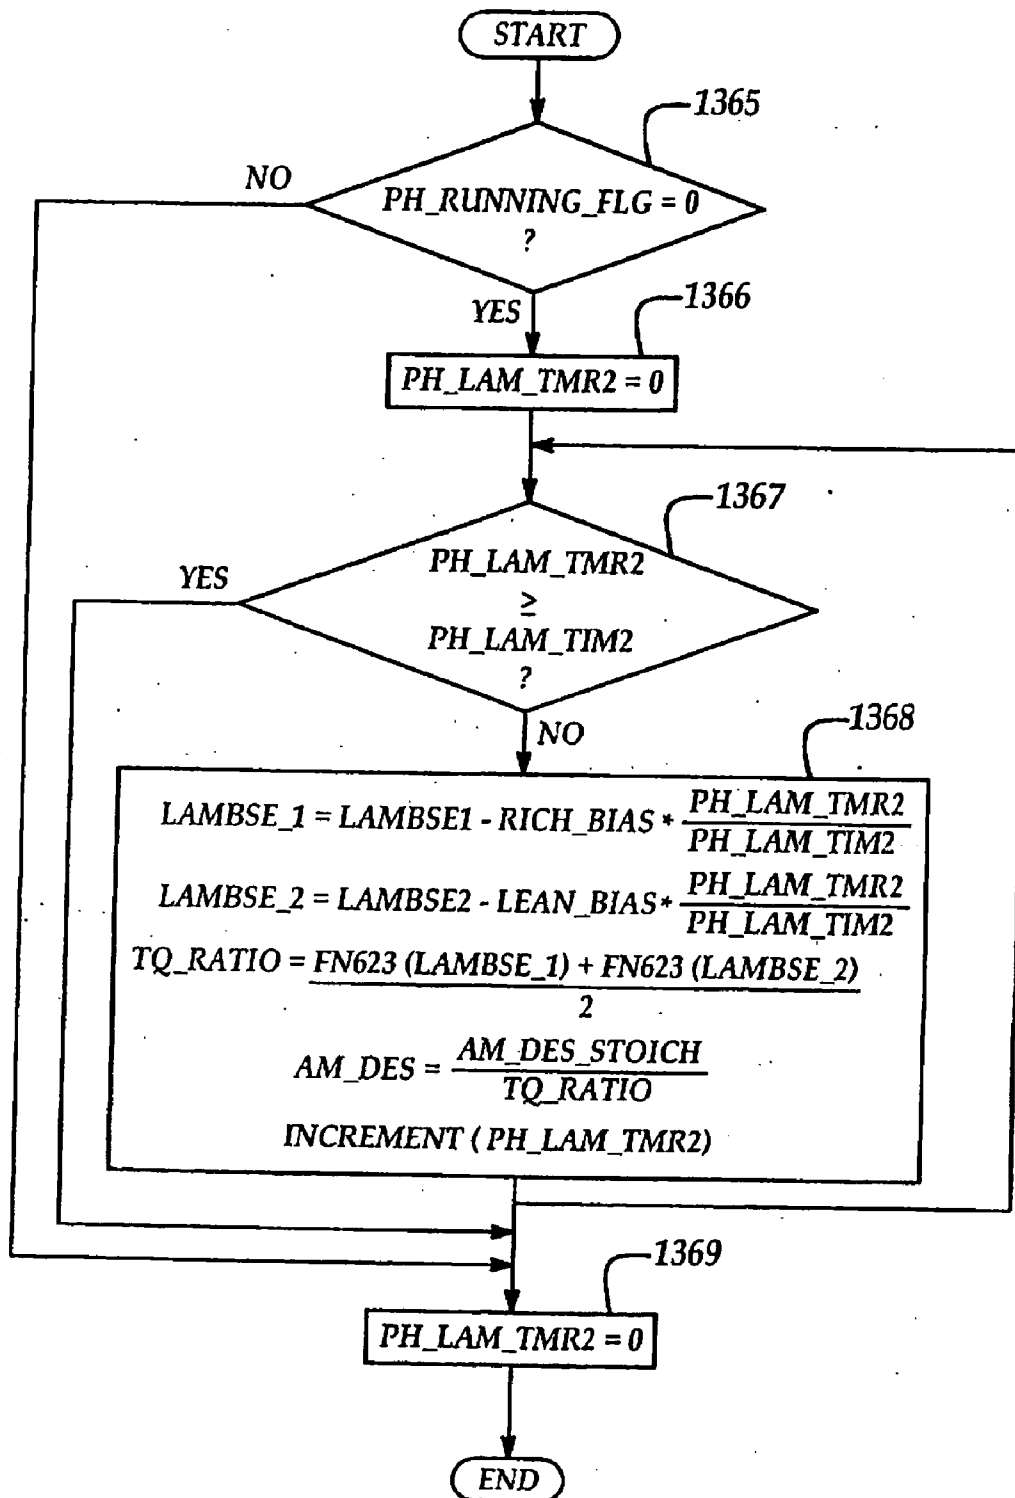 START
1365
NO
PH_RUNNING_FLG = 0
?
YES
1366
PH_LAM_TMR2 = 0
1367
YES
PH_LAM_TMR2
≥
PH_LAM_TIM2
?
NO
1368
LAMBSE_1 = LAMBSE1 - RICH_BIAS * PH_LAM_TMR2
PH_LAM_TIM2
LAMBSE_2 = LAMBSE2 - LEAN_BIAS* PH_LAM_TMR2
PH_LAM_TIM2
TQ_RATIO = FN623 (LAMBSE_1) + FN623 (LAMBSE_2)
2
AM_DES = AM_DES_STOICH
TQ_RATIO
INCREMENT ( PH_LAM_TMR2)
1369
PH_LAM_TMR2 = 0
END